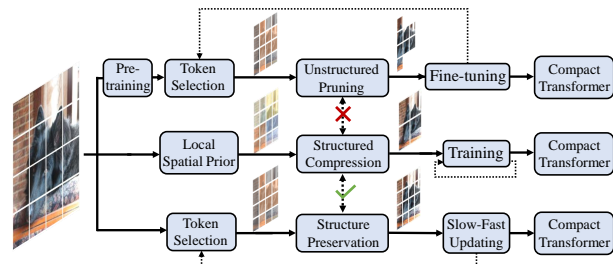 Pre-
training
Token
Selection
Unstructured
Pruning
Fine-tuning
Compact
Transformer
Local
Spatial Prior
Structured
Compression
Training
Compact
Transformer
Token
Selection
Structure
Preservation
Slow-Fast
Updating
Compact
Transformer